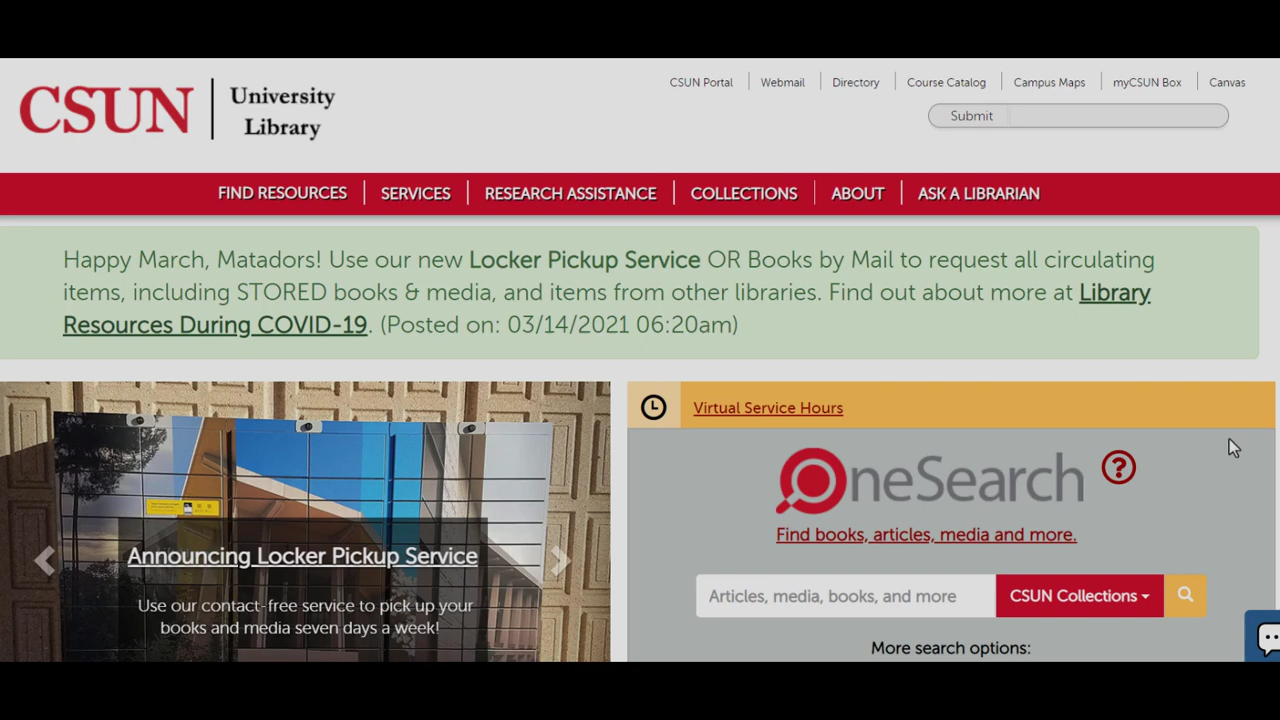 CSUN University Library
CSUN Portal Webmail Directory Course Catalog Campus Maps myCSUN Box Canvas
Submit
FIND RESOURCES SERVICES RESEARCH ASSISTANCE COLLECTIONS ABOUT ASK A LIBRARIAN
Happy March, Matadors! Use our new Locker Pickup Service OR Books by Mail to request all circulating
items, including STORED books & media, and items from other libraries. Find out about more at Library
Resources During COVID-19. (Posted on: 03/14/2021 06:20am)
Announcing Locker Pickup Service
Use our contact-free service to pick up your
books and media seven days a week!
Virtual Service Hours
OneSearch ?
Find books, articles, media and more.
Articles, media, books, and more CSUN Collections
More search options: